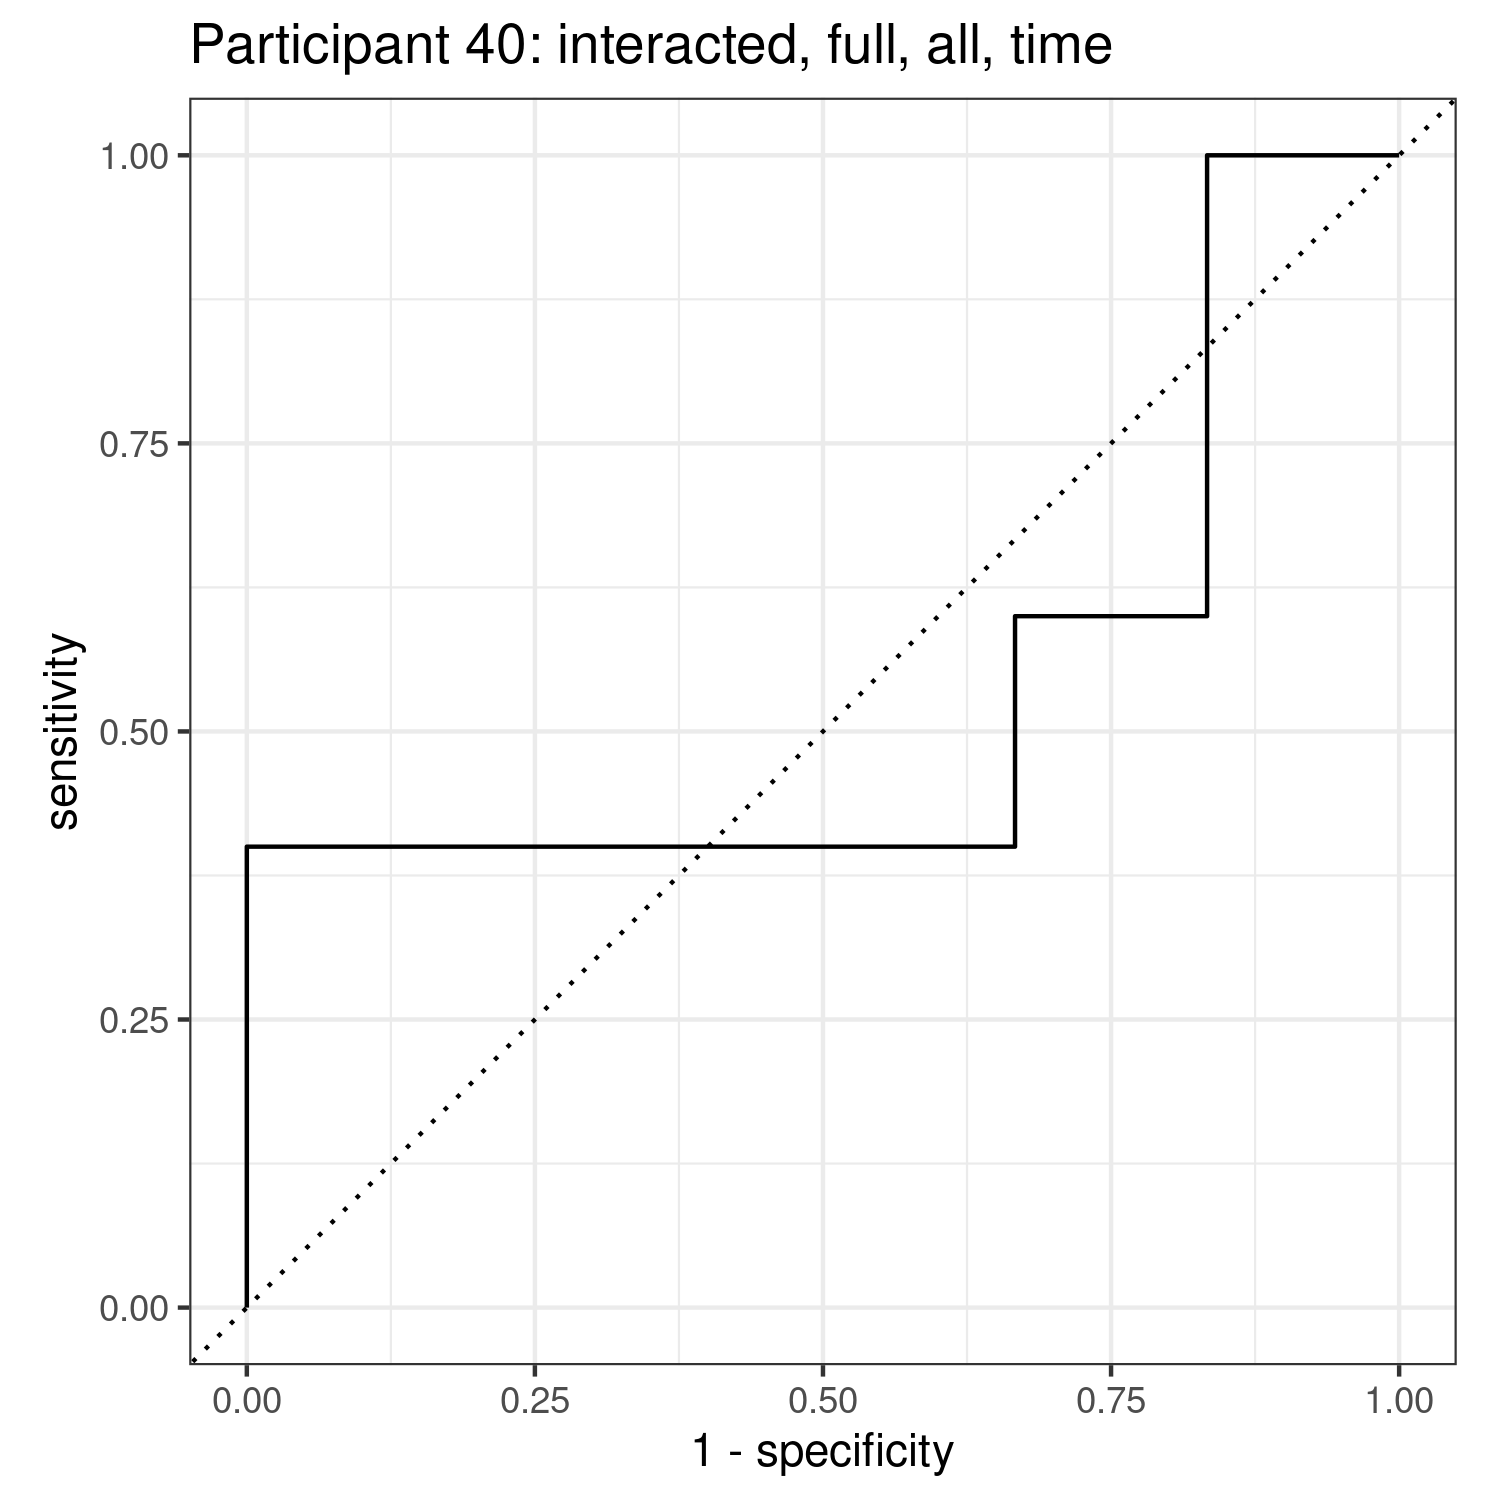 Participant 40: interacted, full, all, time
1.00
0.75
0.50
0.25
0.00
sensitivity
0.00 0.25 0.50 0.75 1.00
1 - specificity